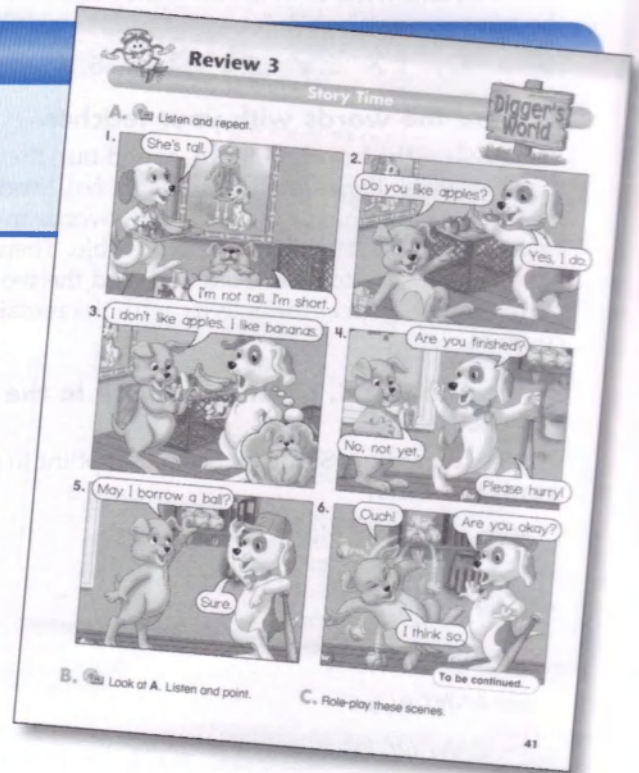 Review 3
Story Time
Digger's
World
A. Listen and repeat.
1.
She's tall.
I'm not tall. I'm short.
2.
Do you like apples?
Yes, I do.
3.
I don't like apples. I like bananas.
4.
Are you finished?
No, not yet.
Please hurry!
5.
May I borrow a ball?
Sure.
6.
Ouch!
Are you okay?
I think so.
To be continued...
B. Look at A. Listen and point.
C. Role-play these scenes.
41